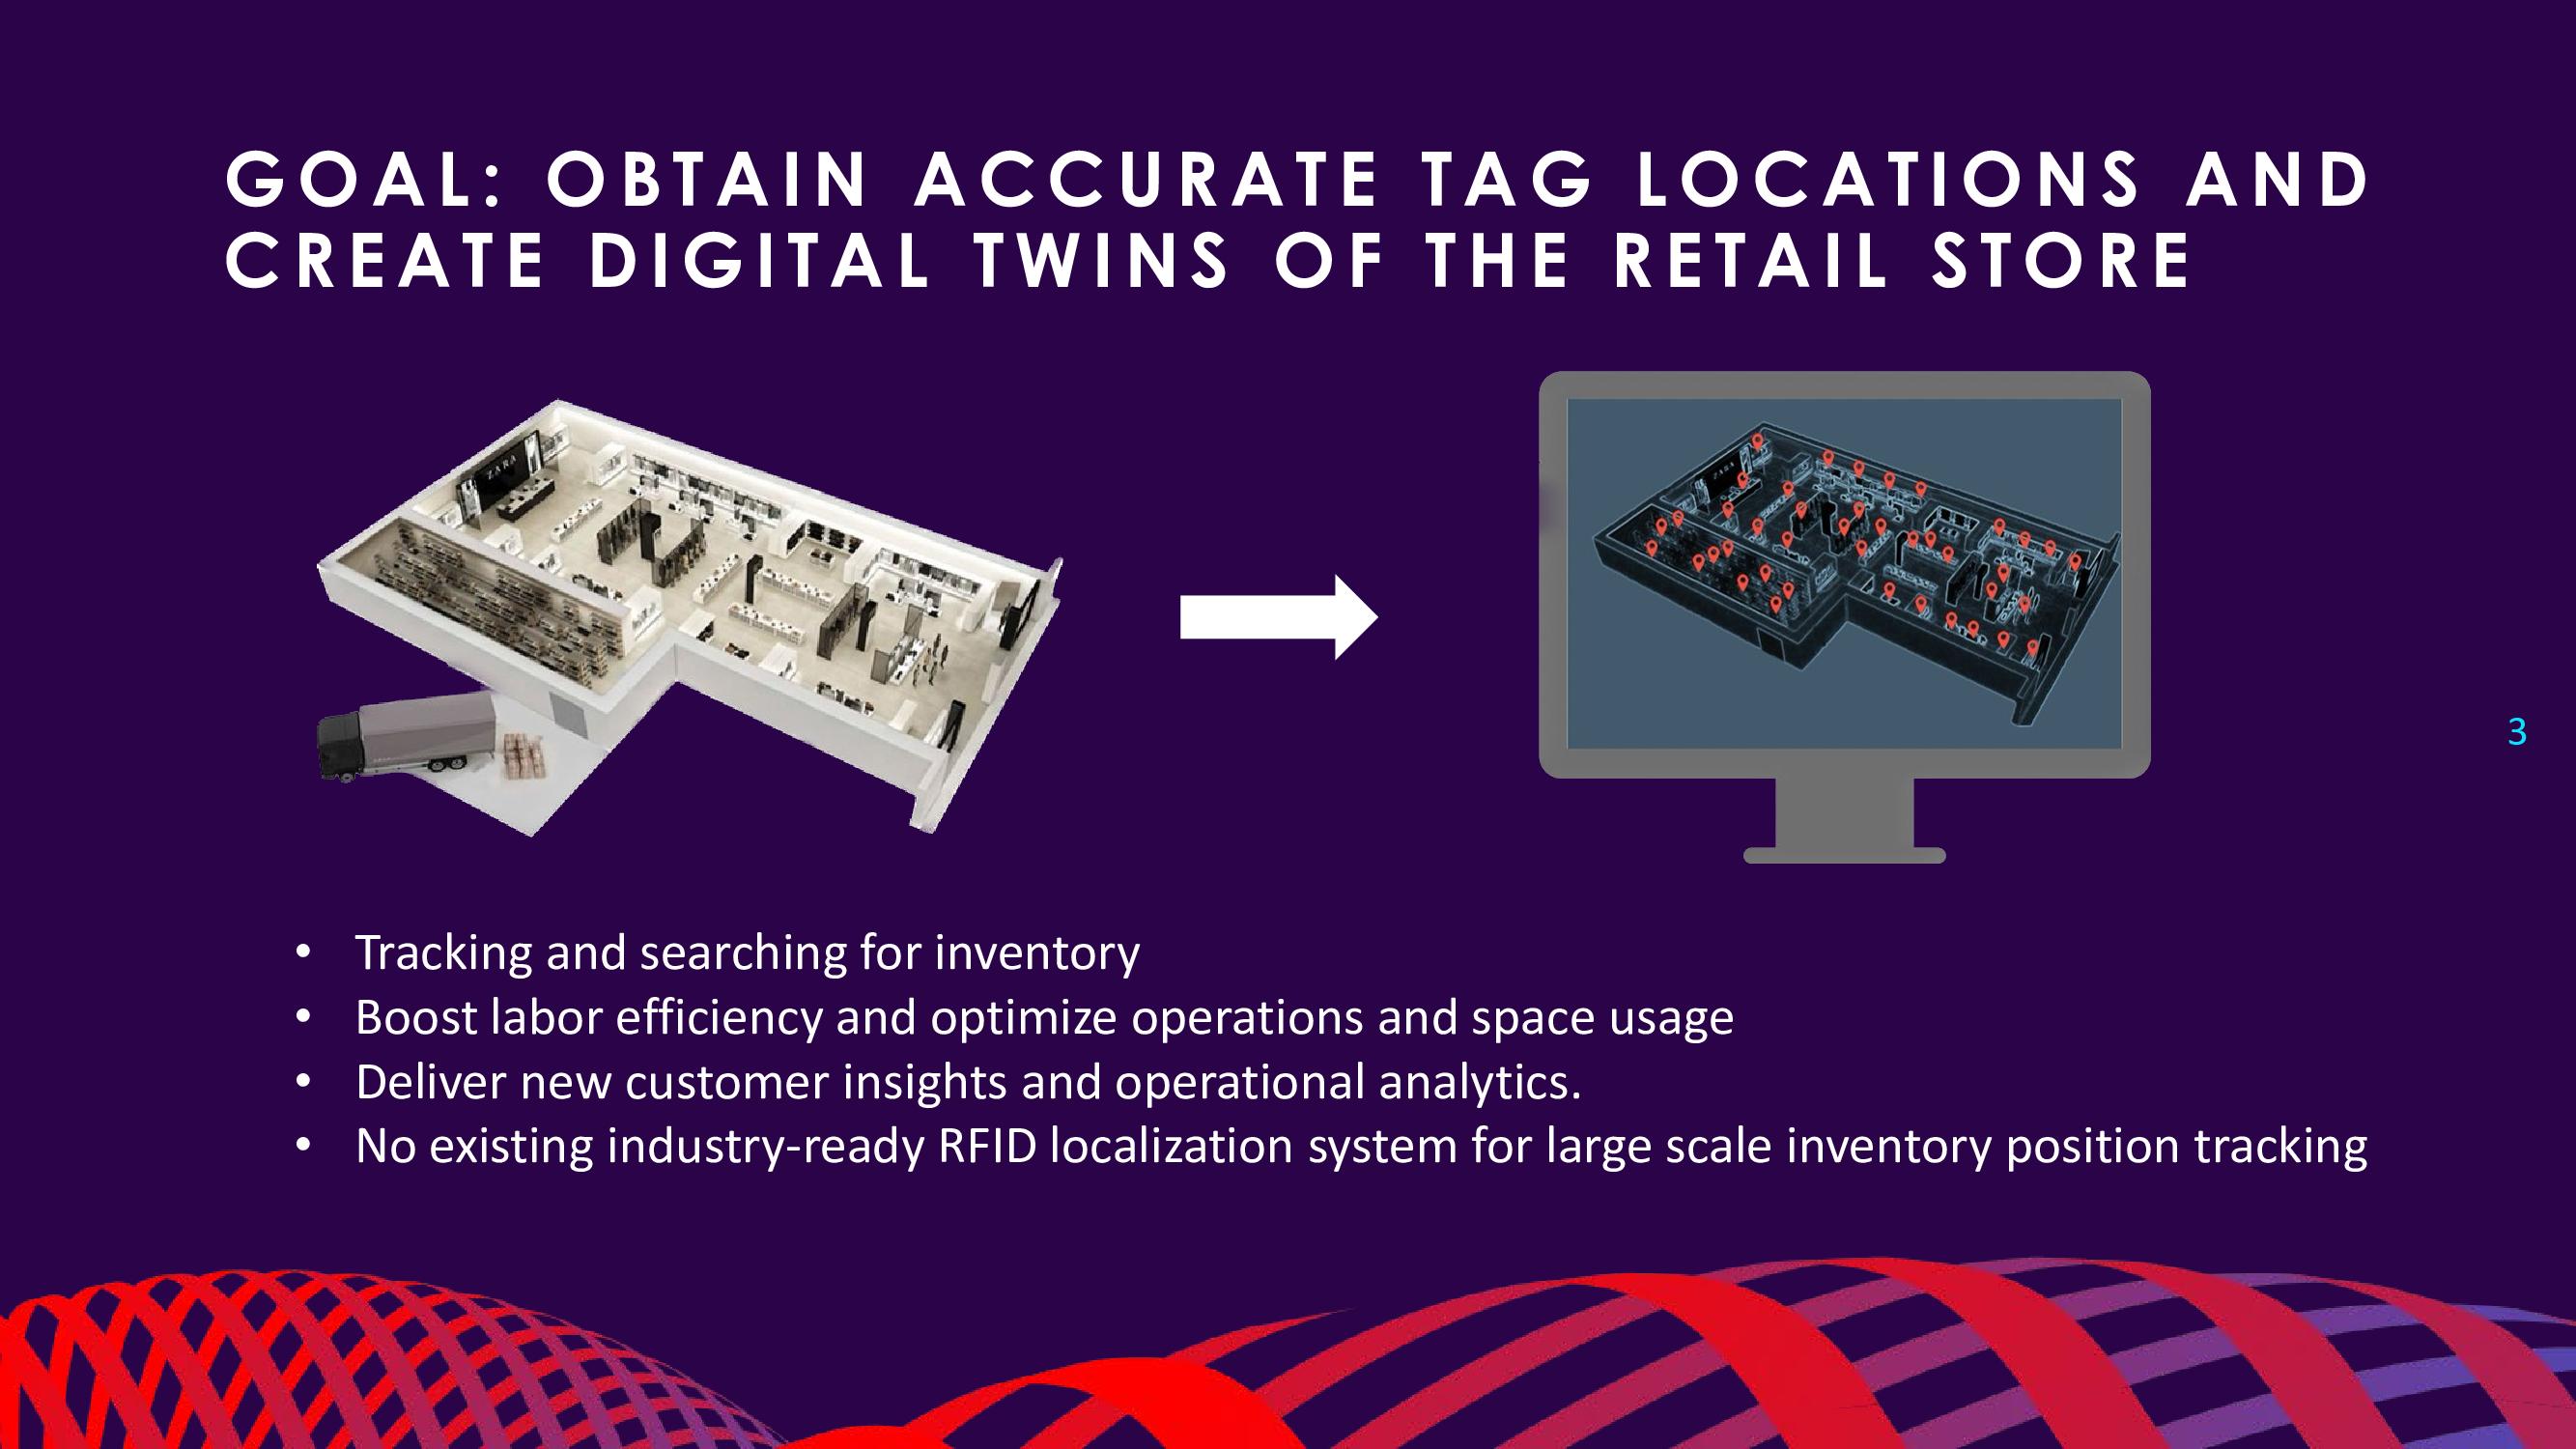 GOAL: OBTAIN ACCURATE TAG LOCATIONS AND
CREATE DIGITAL TWINS OF THE RETAIL STORE
ZARA
ZARA
3
• Tracking and searching for inventory
• Boost labor efficiency and optimize operations and space usage
• Deliver new customer insights and operational analytics.
• No existing industry-ready RFID localization system for large scale inventory position tracking